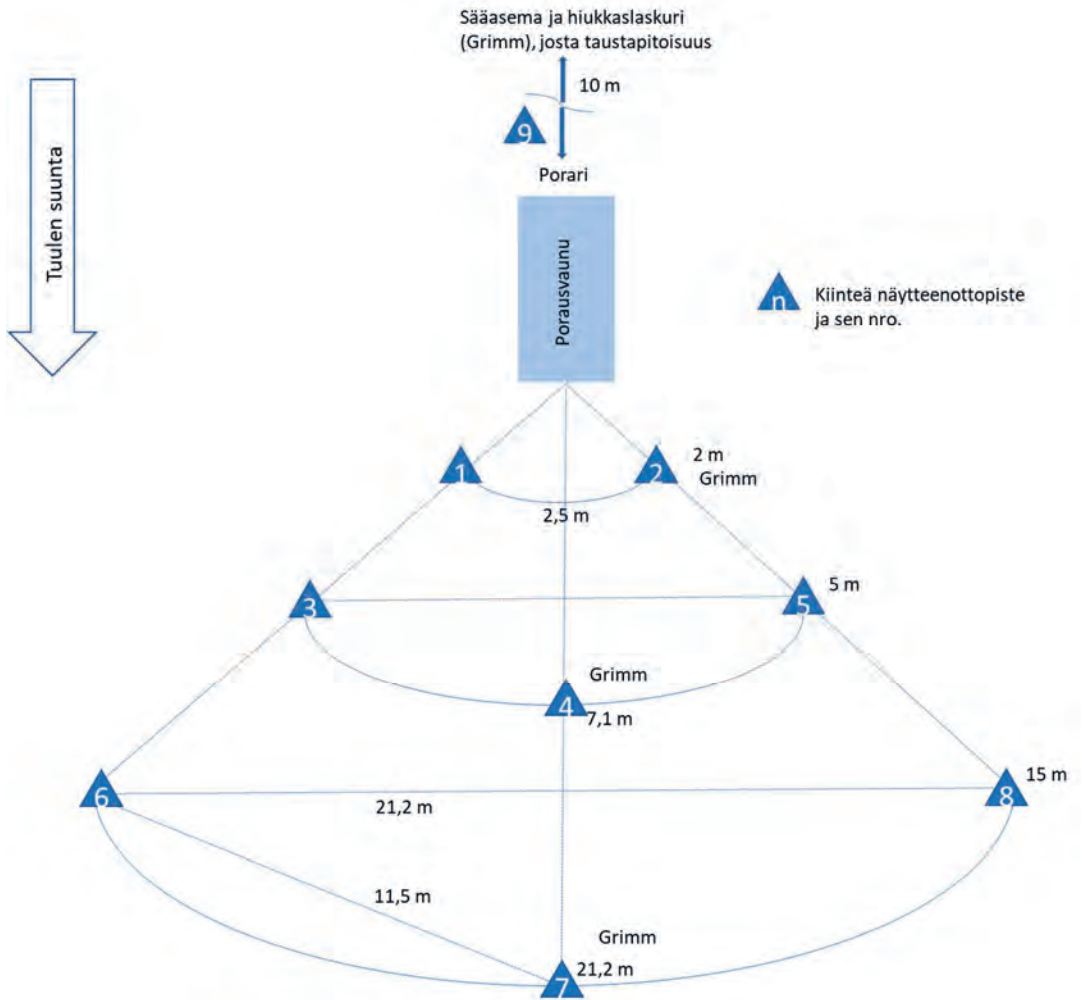 Sääasema ja hiukkaslaskuri
(Grimm), josta taustapitoisuus
10 m
9
Porari
Tuulen suunta
Porausvaunu
n
Kiinteä näytteenottopiste
ja sen nro.
1
2
2 m
Grimm
2,5 m
3
5
5 m
Grimm
4
7,1 m
6
8
15 m
21,2 m
11,5 m
Grimm
7
21,2 m